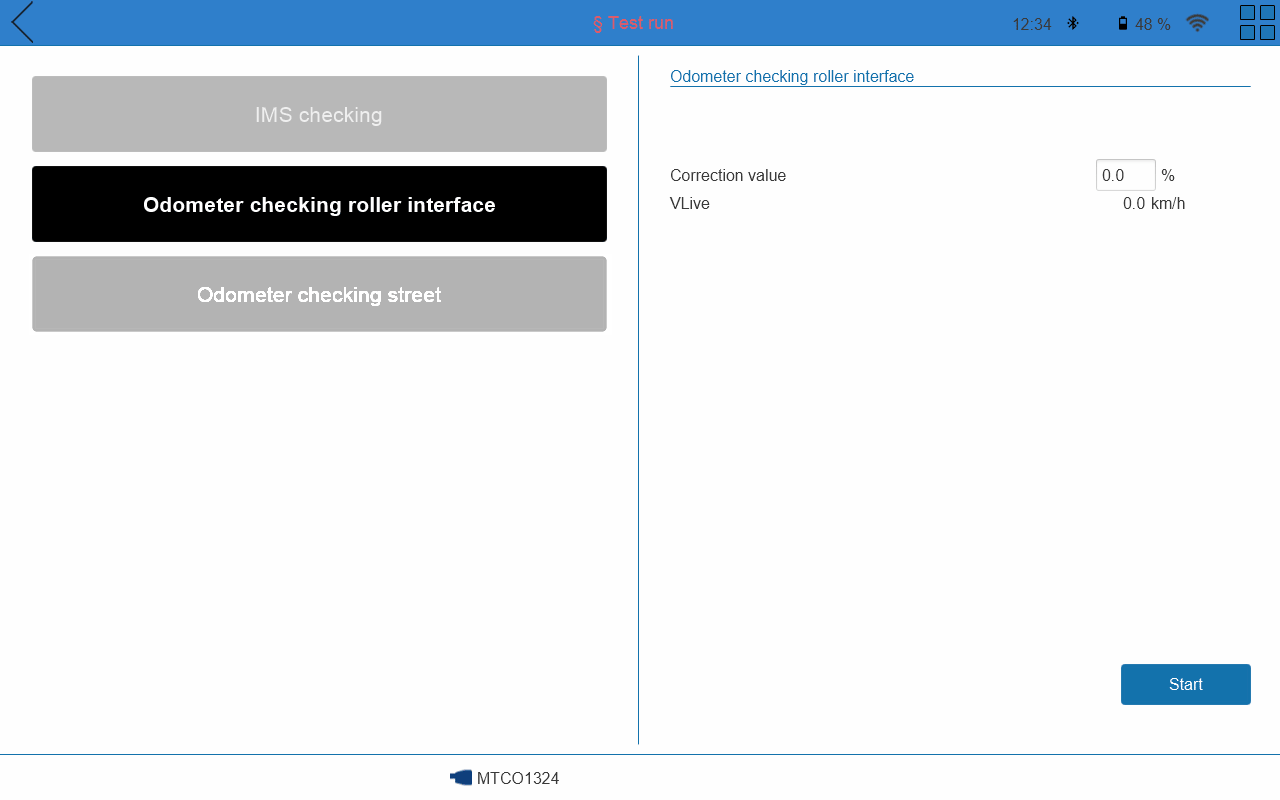 § Test run
12:34
48 %
IMS checking
Odometer checking roller interface
Odometer checking street
Odometer checking roller interface
Correction value 0.0 %
VLive 0.0 km/h
Start
MTCO1324